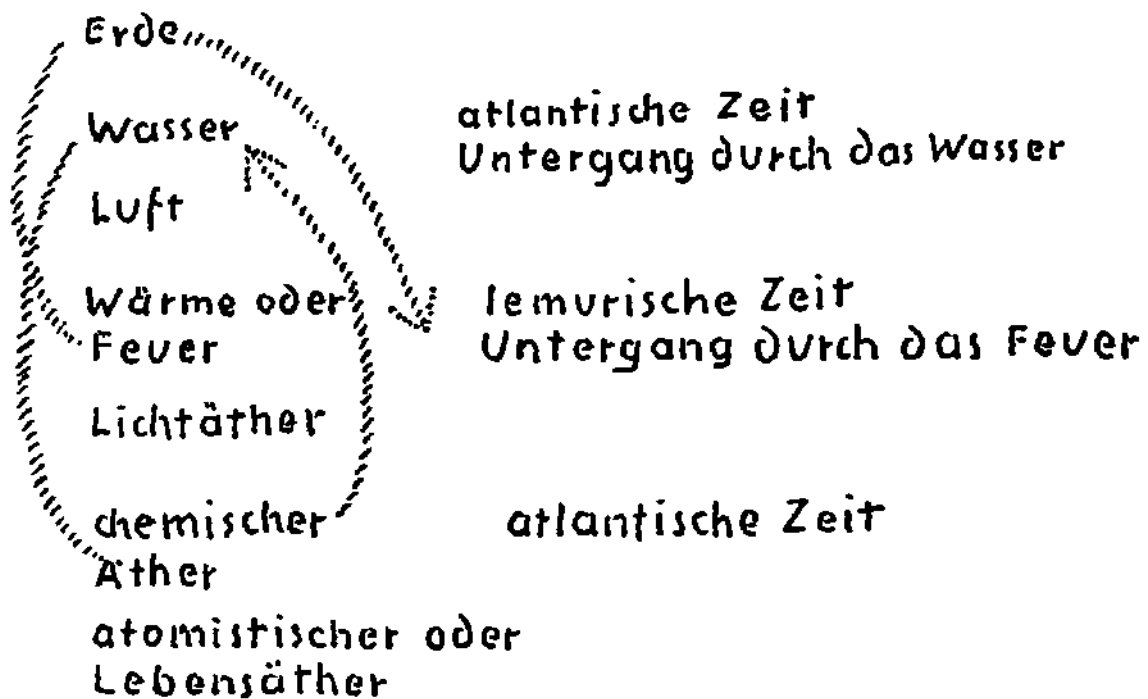 Erde
Wasser
atlantische Zeit
Untergang durch das Wasser
Luft
Wärme oder
Feuer
lemurische Zeit
Untergang durch das Feuer
Lichtäther
chemischer
Äther
atlantische Zeit
atomistischer oder
Lebensäther